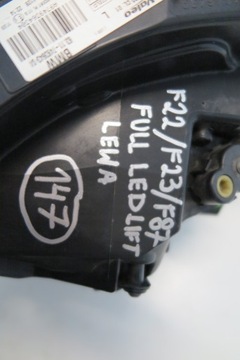 Valeo
L
BMW
F22/F23/F87
FULL LED LIFT
LEWA
147